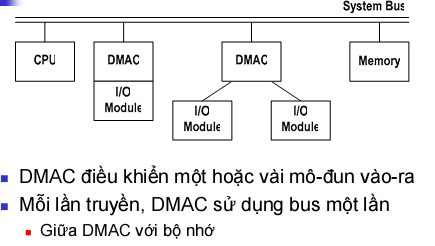 System Bus
CPU
DMAC
DMAC
Memory
I/O
Module
I/O
Module
I/O
Module
DMAC điều khiển một hoặc vài mô-đun vào-ra
Mỗi lần truyền, DMAC sử dụng bus một lần
Giữa DMAC với bộ nhớ